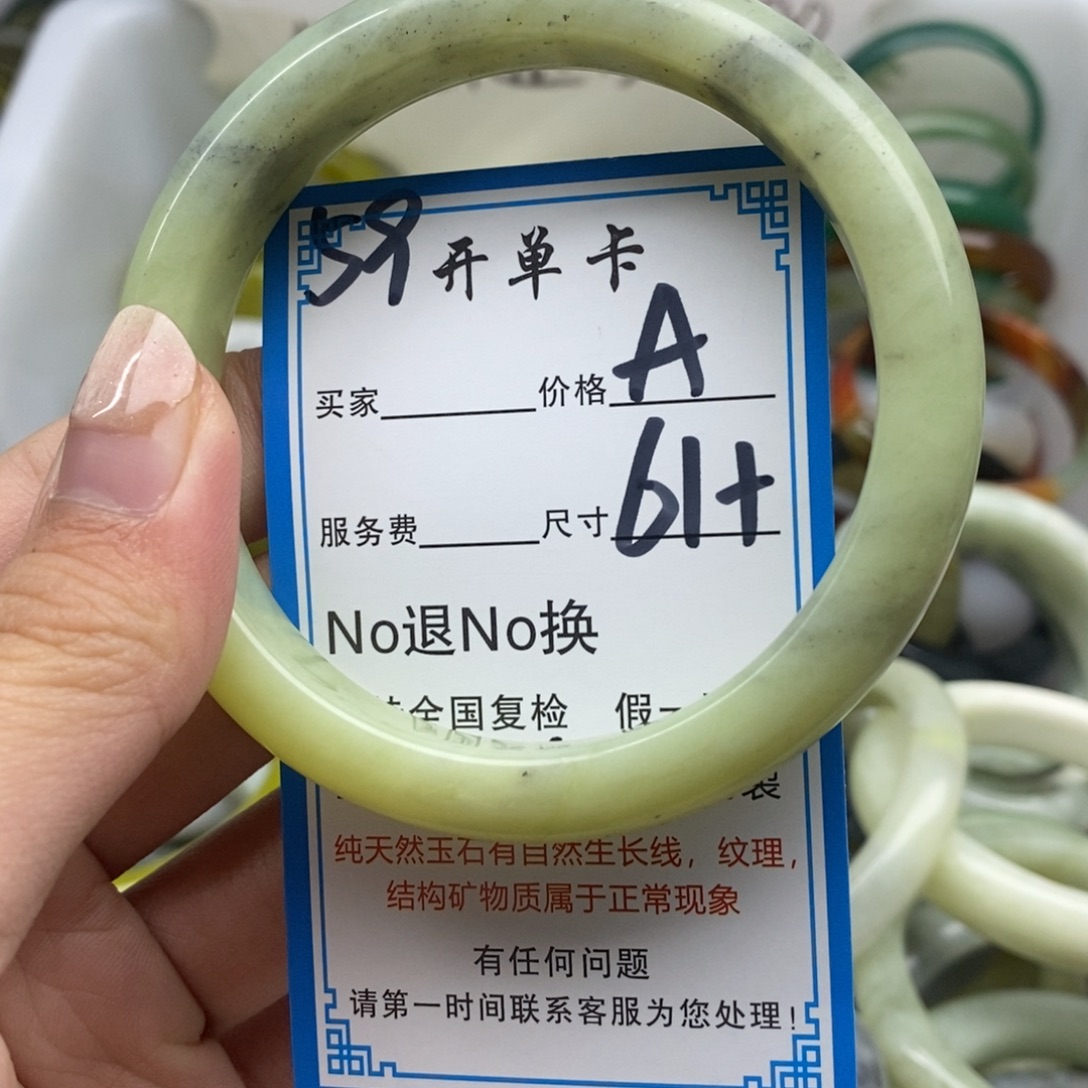 59 开单卡
买家 价格 A
服务费 尺寸 61+
No退No换
全国复检 假一
裂
纯天然玉石有自然生长线，纹理，
结构矿物质属于正常现象
有任何问题
请第一时间联系客服为您处理！